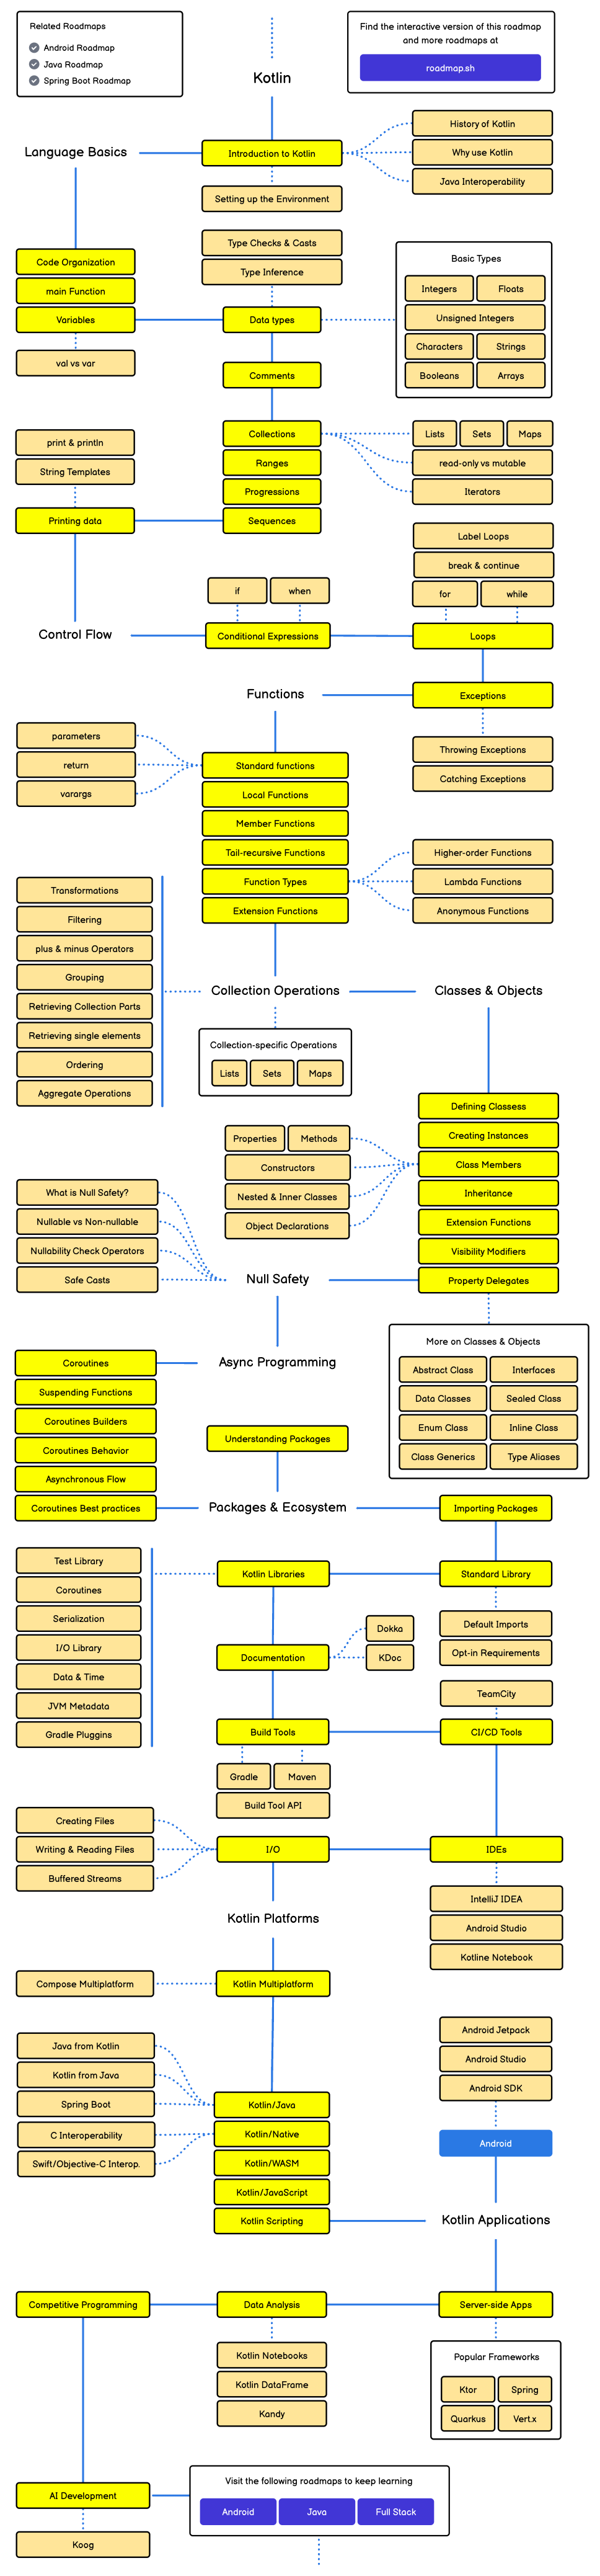 Related Roadmaps
Android Roadmap
Java Roadmap
Spring Boot Roadmap
Find the interactive version of this roadmap
and more roadmaps at
roadmap.sh
Kotlin
Language Basics
Introduction to Kotlin
History of Kotlin
Why use Kotlin
Java Interoperability
Setting up the Environment
Type Checks & Casts
Type Inference
Code Organization
main Function
Variables
val vs var
Data types
Basic Types
Integers
Floats
Unsigned Integers
Characters
Strings
Booleans
Arrays
Comments
Collections
Ranges
Progressions
Sequences
Lists
Sets
Maps
read-only vs mutable
Iterators
print & println
String Templates
Printing data
Label Loops
break & continue
for
while
if
when
Control Flow
Conditional Expressions
Loops
Functions
Exceptions
Throwing Exceptions
Catching Exceptions
parameters
return
varargs
Standard functions
Local Functions
Member Functions
Tail-recursive Functions
Function Types
Extension Functions
Higher-order Functions
Lambda Functions
Anonymous Functions
Transformations
Filtering
plus & minus Operators
Grouping
Retrieving Collection Parts
Retrieving single elements
Ordering
Aggregate Operations
Collection Operations
Classes & Objects
Collection-specific Operations
Lists
Sets
Maps
Defining Classess
Creating Instances
Class Members
Inheritance
Extension Functions
Visibility Modifiers
Property Delegates
Properties
Methods
Constructors
Nested & Inner Classes
Object Declarations
What is Null Safety?
Nullable vs Non-nullable
Nullability Check Operators
Safe Casts
Null Safety
More on Classes & Objects
Abstract Class
Interfaces
Data Classes
Sealed Class
Enum Class
Inline Class
Class Generics
Type Aliases
Async Programming
Coroutines
Suspending Functions
Coroutines Builders
Coroutines Behavior
Asynchronous Flow
Coroutines Best practices
Understanding Packages
Packages & Ecosystem
Importing Packages
Test Library
Coroutines
Serialization
I/O Library
Data & Time
JVM Metadata
Gradle Pluggins
Kotlin Libraries
Standard Library
Default Imports
Opt-in Requirements
Documentation
Dokka
KDoc
TeamCity
Build Tools
CI/CD Tools
Gradle
Maven
Build Tool API
Creating Files
Writing & Reading Files
Buffered Streams
I/O
IDEs
IntelliJ IDEA
Android Studio
Kotline Notebook
Kotlin Platforms
Compose Multiplatform
Kotlin Multiplatform
Java from Kotlin
Kotlin from Java
Spring Boot
C Interoperability
Swift/Objective-C Interop.
Kotlin/Java
Kotlin/Native
Kotlin/WASM
Kotlin/JavaScript
Kotlin Scripting
Android Jetpack
Android Studio
Android SDK
Android
Kotlin Applications
Competitive Programming
Data Analysis
Server-side Apps
Kotlin Notebooks
Kotlin DataFrame
Kandy
Popular Frameworks
Ktor
Spring
Quarkus
Vert.x
AI Development
Koog
Visit the following roadmaps to keep learning
Android
Java
Full Stack